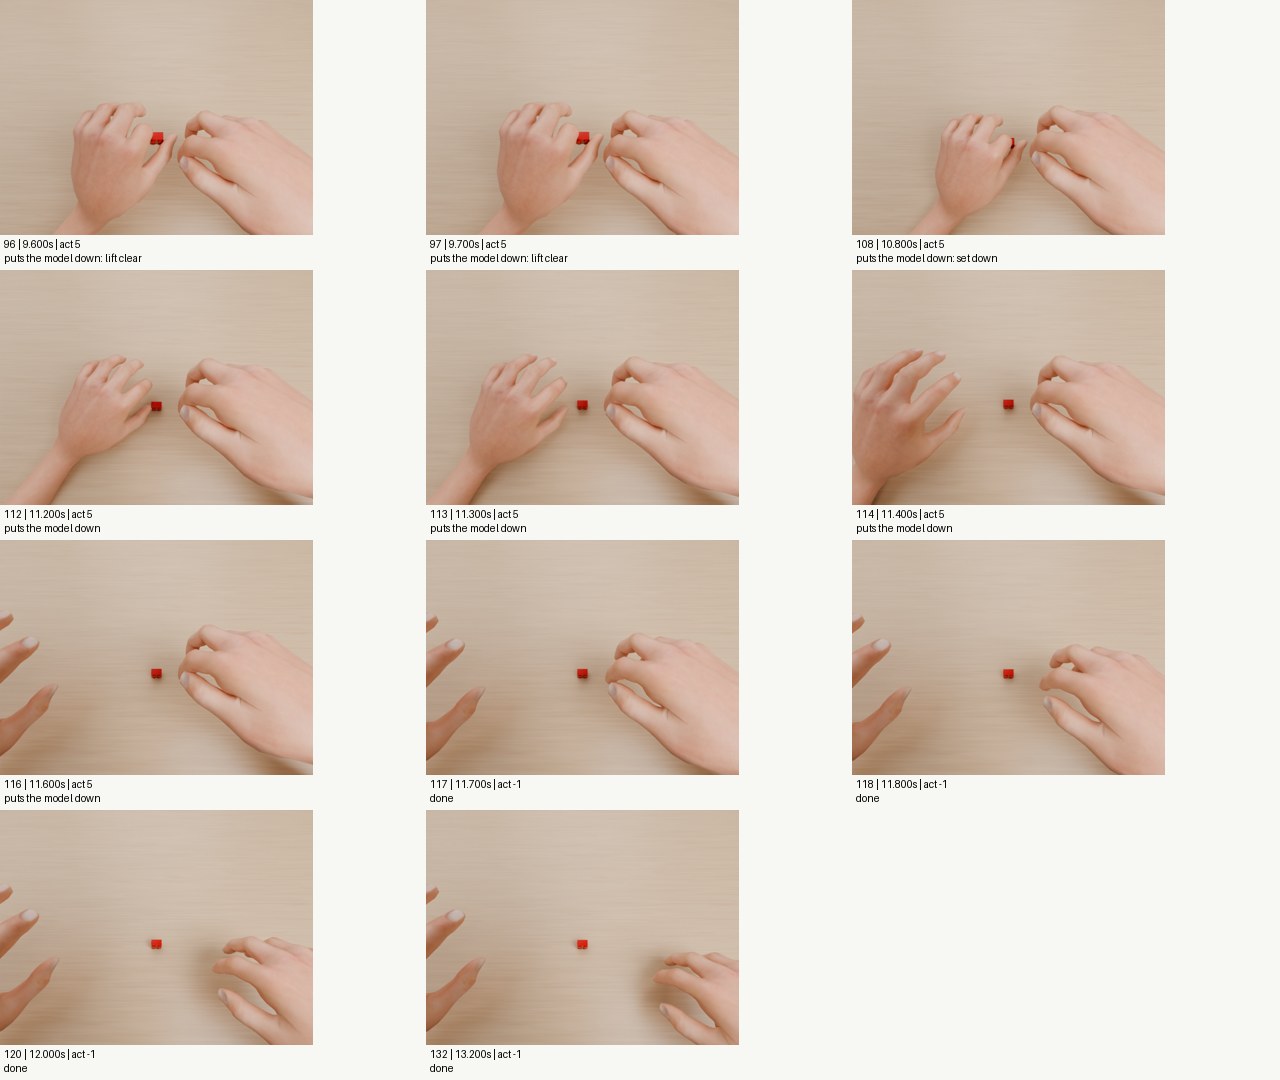 96 | 9.600s | act 5
puts the model down: lift clear
97 | 9.700s | act 5
puts the model down: lift clear
108 | 10.800s | act 5
puts the model down: set down
112 | 11.200s | act 5
puts the model down
113 | 11.300s | act 5
puts the model down
114 | 11.400s | act 5
puts the model down
116 | 11.600s | act 5
puts the model down
117 | 11.700s | act -1
done
118 | 11.800s | act -1
done
120 | 12.000s | act -1
done
132 | 13.200s | act -1
done